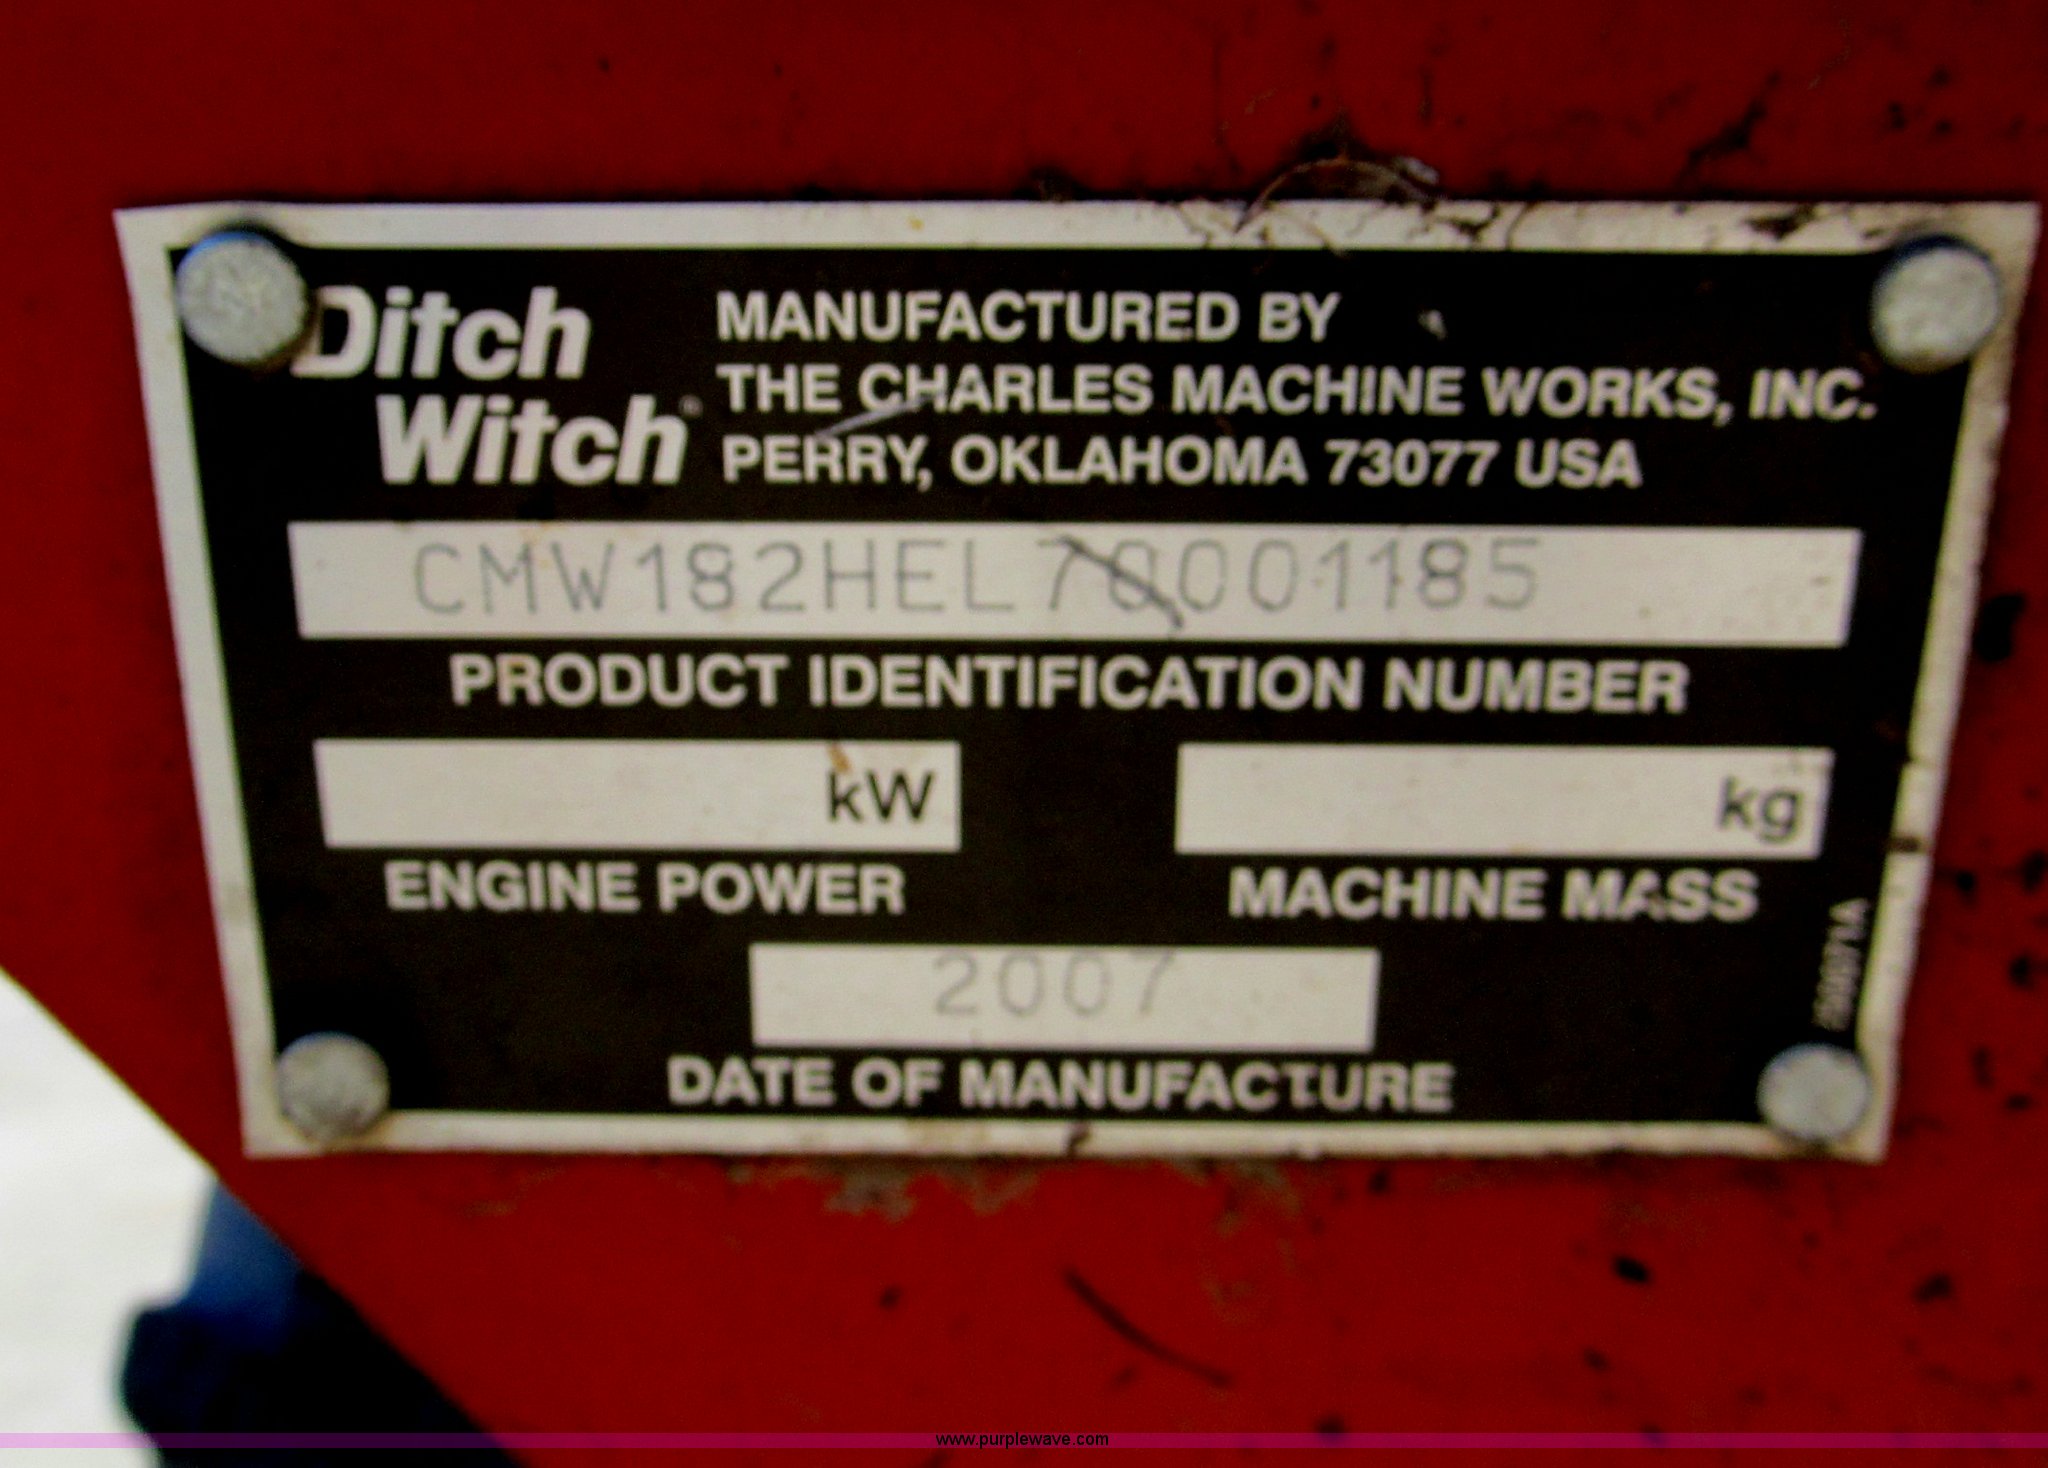 Ditch
Witch®
MANUFACTURED BY
THE CHARLES MACHINE WORKS, INC.
PERRY, OKLAHOMA 73077 USA
CMW182HEL70001185
PRODUCT IDENTIFICATION NUMBER
kW
ENGINE POWER
kg
MACHINE MASS
2007
DATE OF MANUFACTURE
www.purplewave.com